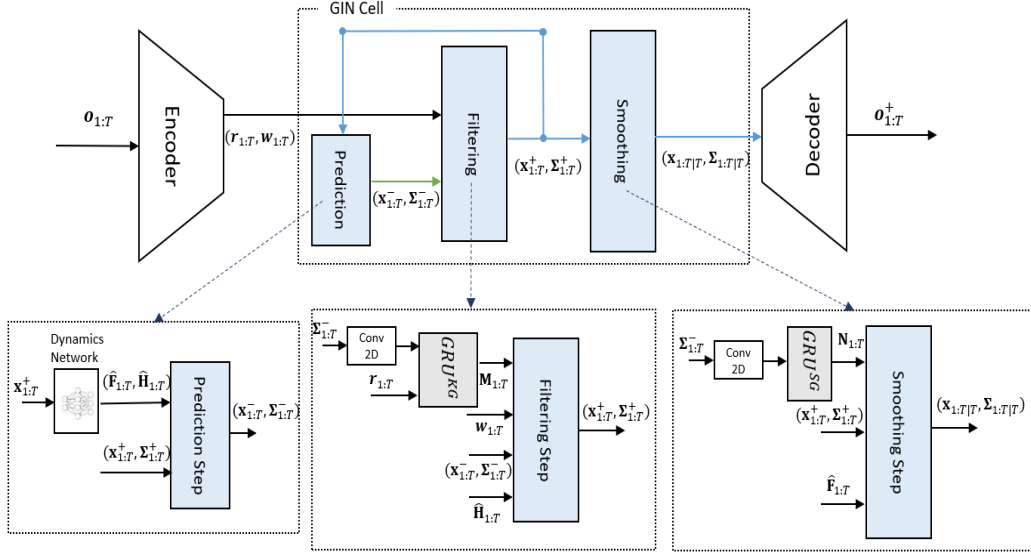 GIN Cell
𝒐₁:T
Encoder
(𝒓₁:T, 𝒘₁:T)
Prediction
(𝐱⁻₁:T, 𝚺⁻₁:T)
Filtering
(𝐱⁺₁:T, 𝚺⁺₁:T)
Smoothing
(𝐱₁:T|T, 𝚺₁:T|T)
Decoder
𝒐⁺₁:T
Dynamics
Network
𝐱⁺₁:T
(F̂₁:T, Ĥ₁:T)
(𝐱⁺₁:T, 𝚺⁺₁:T)
Prediction Step
(𝐱⁻₁:T, 𝚺⁻₁:T)
𝚺⁻₁:T
Conv
2D
𝒓₁:T
GRUᴷᴳ
𝐌₁:T
𝒘₁:T
(𝐱⁻₁:T, 𝚺⁻₁:T)
Ĥ₁:T
Filtering Step
(𝐱⁺₁:T, 𝚺⁺₁:T)
𝚺⁻₁:T
Conv
2D
GRUˢᴳ
𝐍₁:T
(𝐱⁺₁:T, 𝚺⁺₁:T)
F̂₁:T
Smoothing Step
(𝐱₁:T|T, 𝚺₁:T|T)